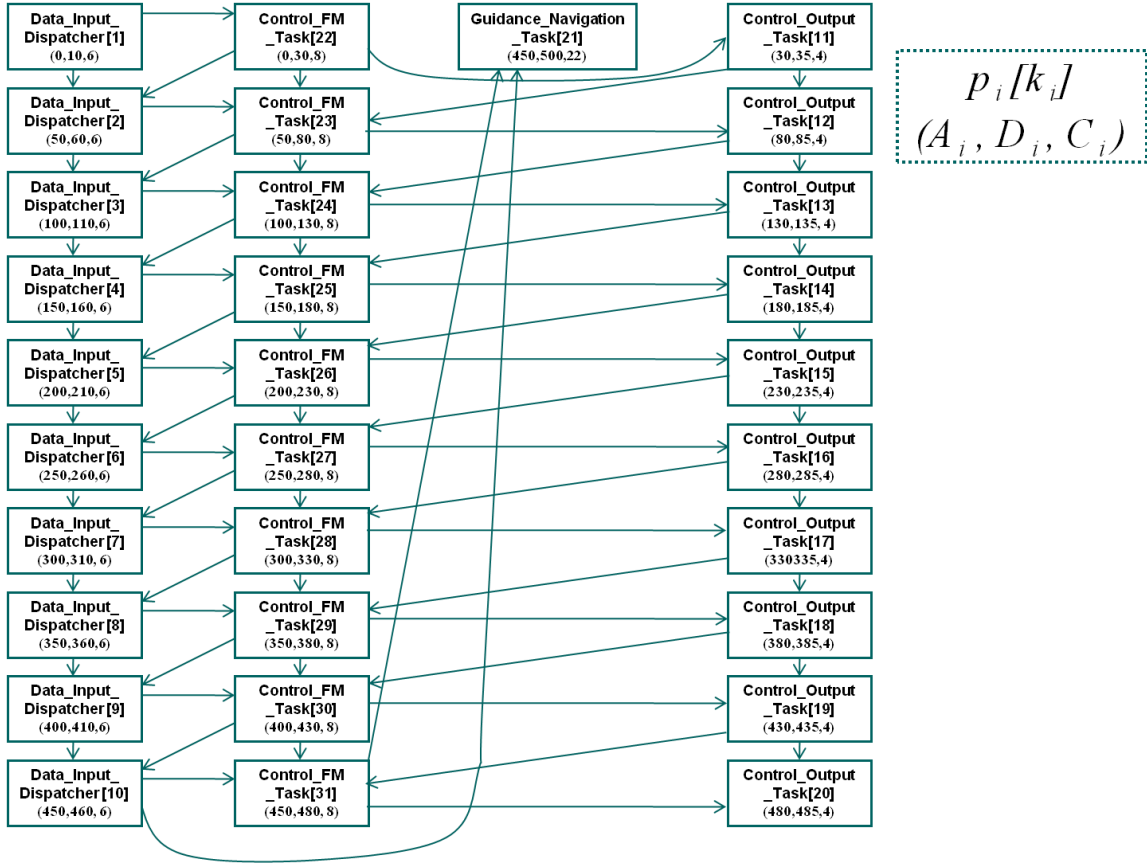 Data_Input_
Dispatcher[1]
(0,10,6)
Control_FM
_Task[22]
(0,30,8)
Guidance_Navigation
_Task[21]
(450,500,22)
Control_Output
_Task[11]
(30,35,4)
p i [k i ]
(A i , D i , C i )
Data_Input_
Dispatcher[2]
(50,60,6)
Control_FM
_Task[23]
(50,80, 8)
Control_Output
_Task[12]
(80,85,4)
Data_Input_
Dispatcher[3]
(100,110,6)
Control_FM
_Task[24]
(100,130, 8)
Control_Output
_Task[13]
(130,135, 4)
Data_Input_
Dispatcher[4]
(150,160, 6)
Control_FM
_Task[25]
(150,180, 8)
Control_Output
_Task[14]
(180,185,4)
Data_Input_
Dispatcher[5]
(200,210,6)
Control_FM
_Task[26]
(200,230, 8)
Control_Output
_Task[15]
(230,235,4)
Data_Input_
Dispatcher[6]
(250,260,6)
Control_FM
_Task[27]
(250,280, 8)
Control_Output
_Task[16]
(280,285,4)
Data_Input_
Dispatcher[7]
(300,310, 6)
Control_FM
_Task[28]
(300,330, 8)
Control_Output
_Task[17]
(330335,4)
Data_Input_
Dispatcher[8]
(350,360,6)
Control_FM
_Task[29]
(350,380, 8)
Control_Output
_Task[18]
(380,385,4)
Data_Input_
Dispatcher[9]
(400,410,6)
Control_FM
_Task[30]
(400,430, 8)
Control_Output
_Task[19]
(430,435,4)
Data_Input_
Dispatcher[10]
(450,460, 6)
Control_FM
_Task[31]
(450,480, 8)
Control_Output
_Task[20]
(480,485,4)